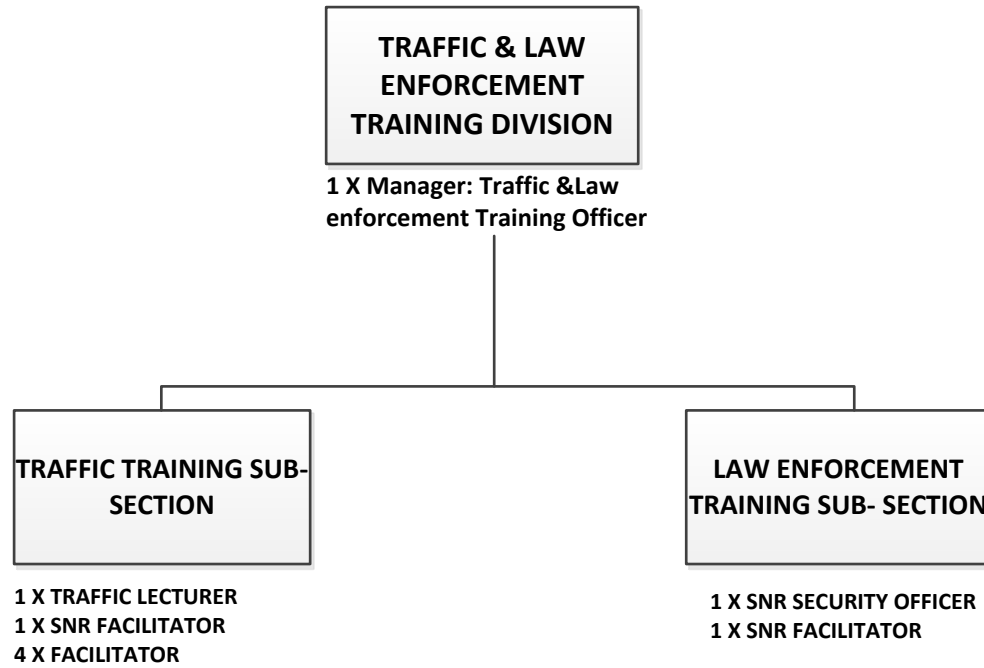 TRAFFIC & LAW
ENFORCEMENT
TRAINING DIVISION
1 X Manager: Traffic &Law
enforcement Training Officer
TRAFFIC TRAINING SUB-
SECTION
1 X TRAFFIC LECTURER
1 X SNR FACILITATOR
4 X FACILITATOR
LAW ENFORCEMENT
TRAINING SUB- SECTION
1 X SNR SECURITY OFFICER
1 X SNR FACILITATOR